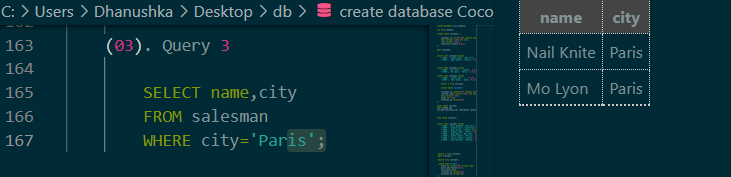 C: > Users > Dhanushka > Desktop > db > create database Coco
163 (03). Query 3
164
165 SELECT name,city
166 FROM salesman
167 WHERE city='Paris';
name city
Nail Knite Paris
Mo Lyon Paris